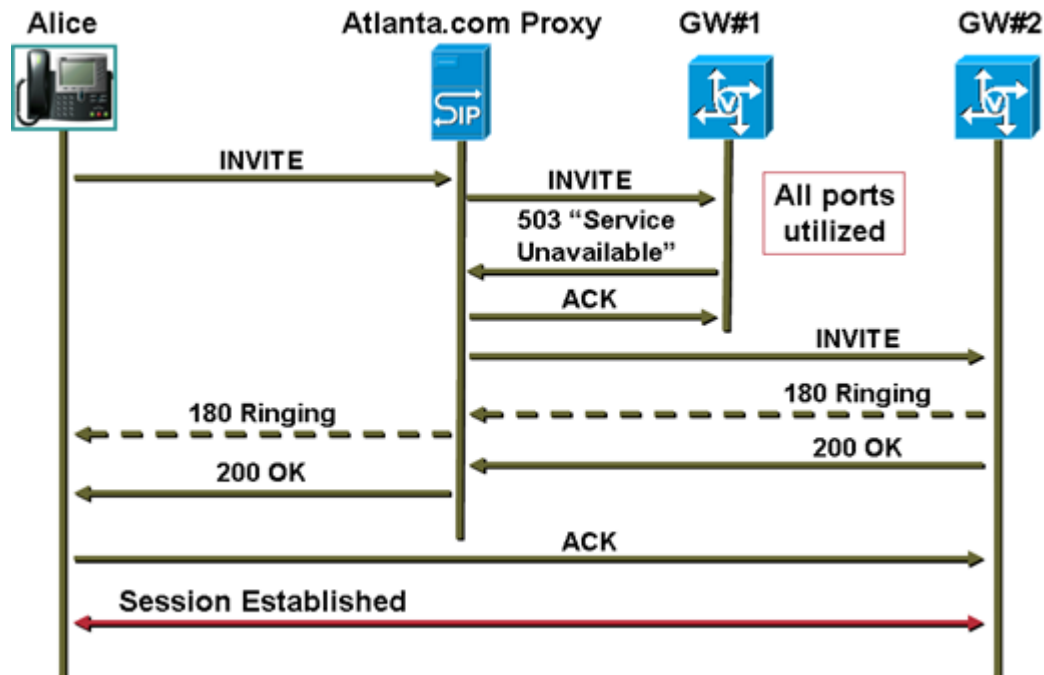 Alice
Atlanta.com Proxy
GW#1
GW#2
SIP
V
V
INVITE
INVITE
All ports
utilized
503 “Service
Unavailable”
ACK
INVITE
180 Ringing
180 Ringing
200 OK
200 OK
ACK
Session Established